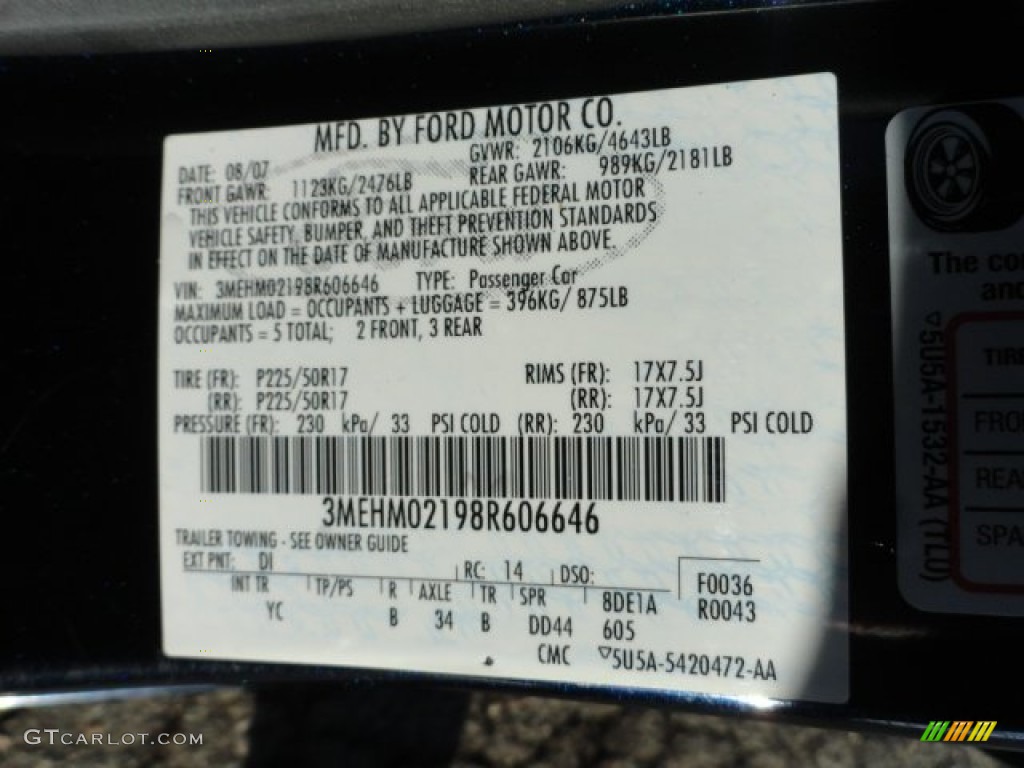 MFD. BY FORD MOTOR CO.
DATE: 08/07 GVWR: 2106KG/4643LB
FRONT GAWR: 1123KG/2476LB REAR GAWR: 989KG/2181LB
THIS VEHICLE CONFORMS TO ALL APPLICABLE FEDERAL MOTOR
VEHICLE SAFETY, BUMPER, AND THEFT PREVENTION STANDARDS
IN EFFECT ON THE DATE OF MANUFACTURE SHOWN ABOVE.
VIN: 3MEHM02198R606646 TYPE: Passenger Car
MAXIMUM LOAD = OCCUPANTS + LUGGAGE = 396KG/ 875LB
OCCUPANTS = 5 TOTAL; 2 FRONT, 3 REAR
TIRE (FR): P225/50R17 RIMS (FR): 17X7.5J
(RR): P225/50R17 (RR): 17X7.5J
PRESSURE (FR): 230 kPa/ 33 PSI COLD (RR): 230 kPa/ 33 PSI COLD
3MEHM02198R606646
TRAILER TOWING - SEE OWNER GUIDE
EXT PNT: DI RC: 14 DSO: F0036
INT TR TP/PS R AXLE TR SPR 8DE1A R0043
YC B 34 B DD44 605
CMC ▽5U5A-5420472-AA
The co
an
▽5U5A-1532-AA (TLD)
TIR
FRO
REA
SPA
GTCARLOT.COM